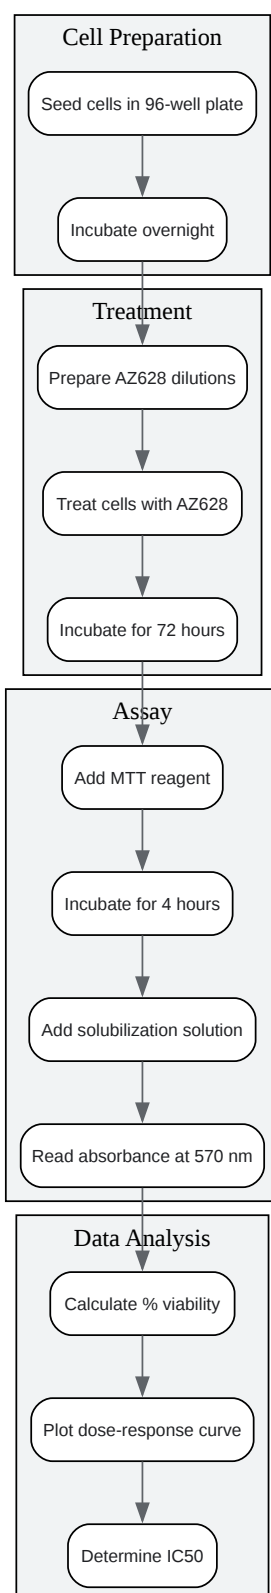 Cell Preparation
Seed cells in 96-well plate
Incubate overnight
Treatment
Prepare AZ628 dilutions
Treat cells with AZ628
Incubate for 72 hours
Assay
Add MTT reagent
Incubate for 4 hours
Add solubilization solution
Read absorbance at 570 nm
Data Analysis
Calculate % viability
Plot dose-response curve
Determine IC50